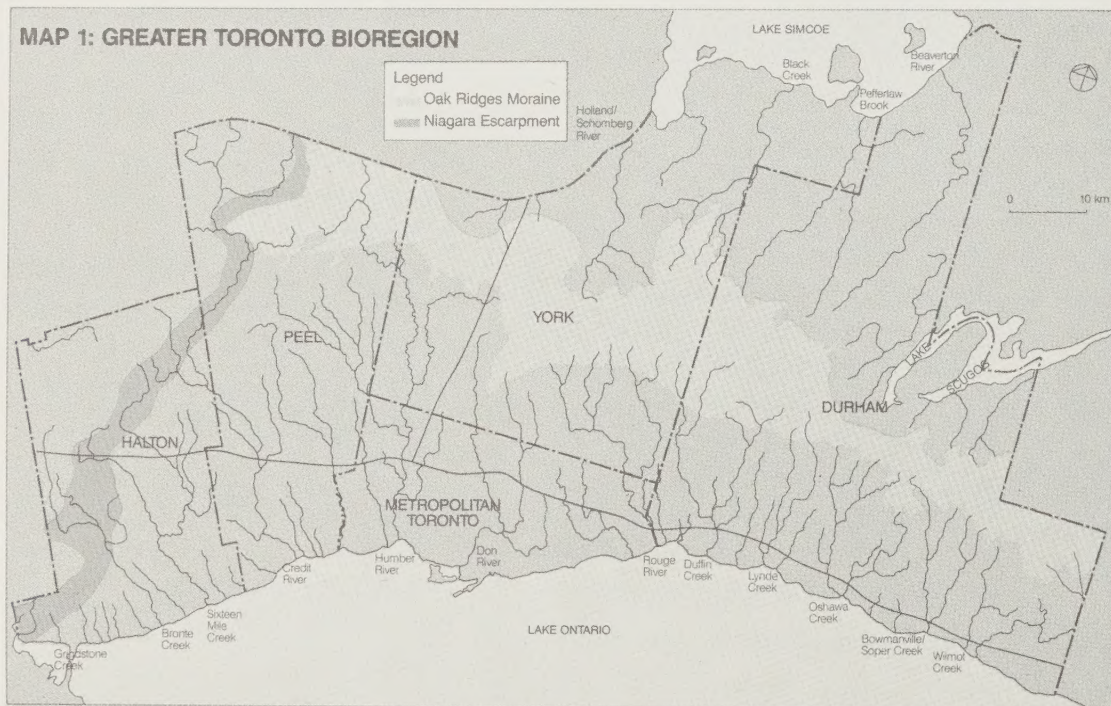 MAP 1: GREATER TORONTO BIOREGION
LAKE SIMCOE
Legend
Oak Ridges Moraine
Niagara Escarpment
Black
Creek
Beaverton
River
Pefferlaw
Brook
Holland/
Schomberg
River
0 10 km
YORK
PEEL
LAKE
SCUGOG
DURHAM
HALTON
METROPOLITAN
TORONTO
Humber
River
Don
River
Credit
River
Rouge
River
Duffin
Creek
Lynde
Creek
Oshawa
Creek
Bowmanville/
Soper Creek
Wilmot
Creek
Sixteen
Mile
Creek
Bronte
Creek
Grindstone
Creek
LAKE ONTARIO